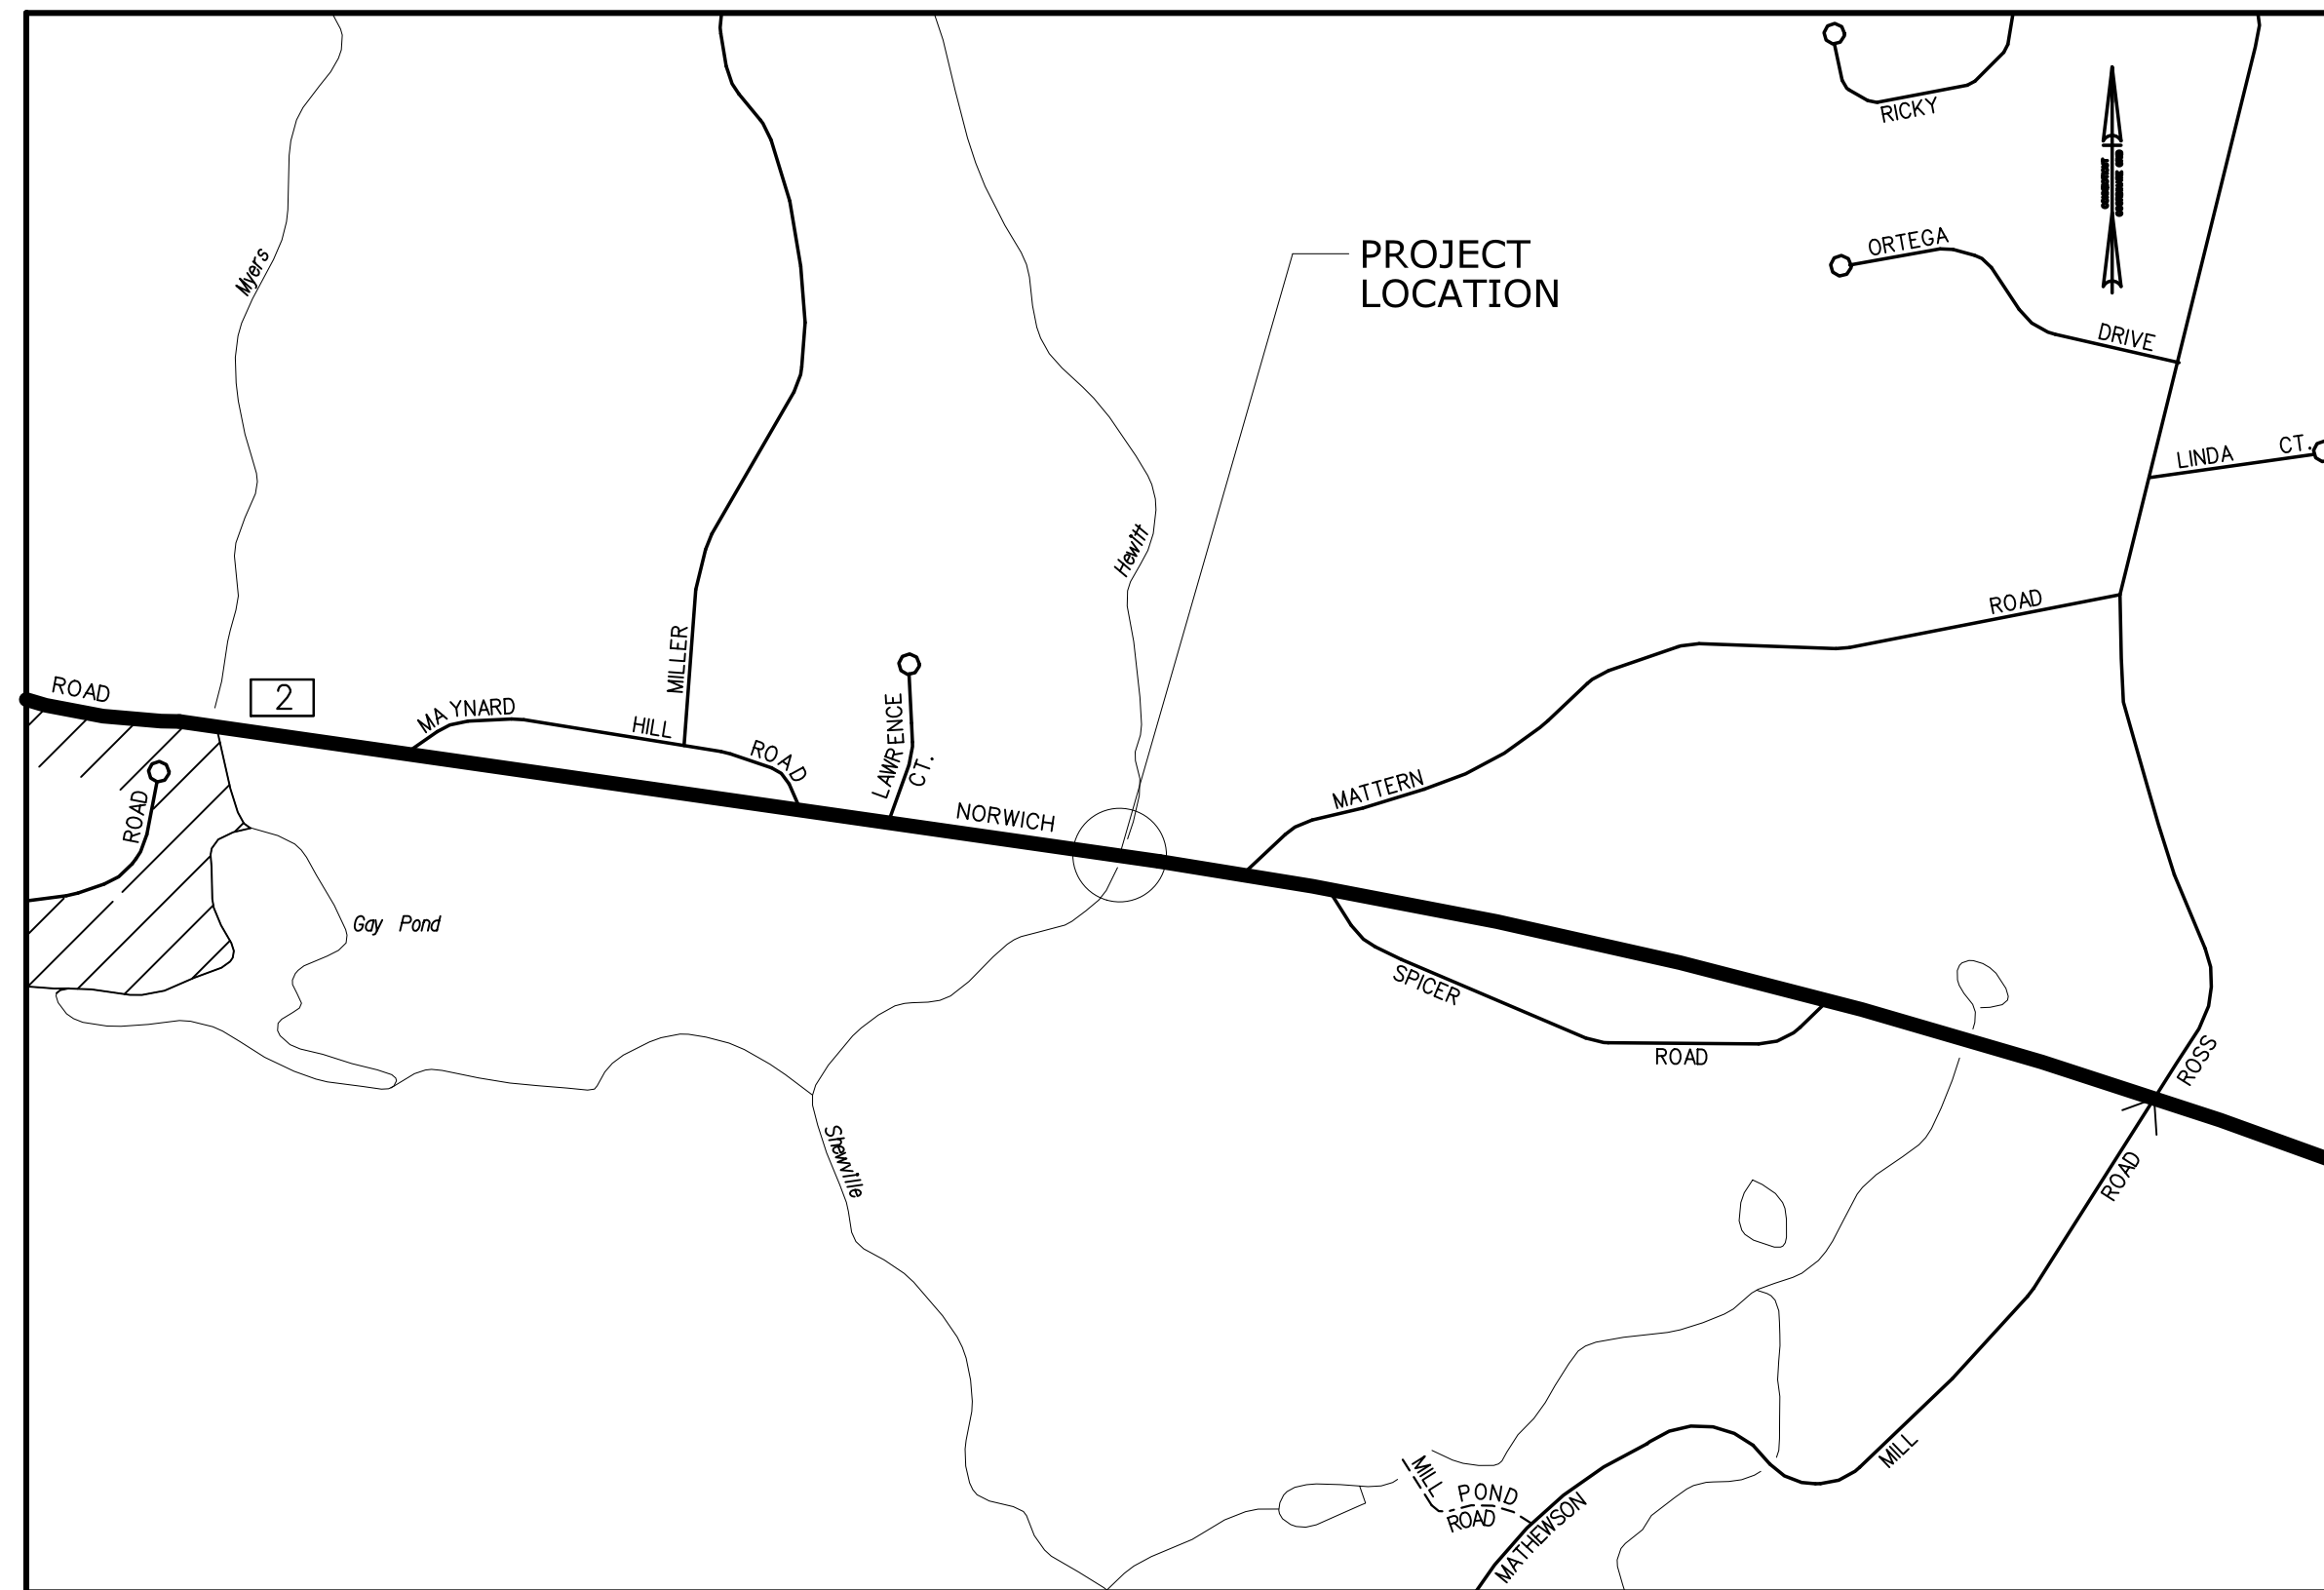 RICKY
PROJECT
LOCATION
ORTEGA
DRIVE
Myers
LINDA CT.
Hewitt
ROAD
ROAD
2
MILLER
MAYNARD HILL ROAD
LAWRENCE
CT.
NORWICH
MATTERN
ROAD
Gay Pond
SPICER
ROAD
ROSS
Shewville
ROAD
MILL
MILL
POND
ROAD
MATHEWSON